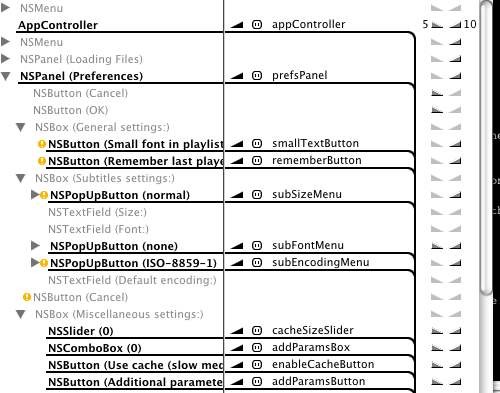 NSMenu
AppController appController 5 10
NSMenu
NSPanel (Loading Files)
NSPanel (Preferences) prefsPanel
NSButton (Cancel)
NSButton (OK)
NSBox (General settings:)
NSButton (Small font in playlist smallTextButton
NSButton (Remember last playe rememberButton
NSBox (Subtitles settings:)
NSPopUpButton (normal) subSizeMenu
NSTextField (Size:)
NSTextField (Font:)
NSPopUpButton (none) subFontMenu
NSPopUpButton (ISO-8859-1) subEncodingMenu
NSTextField (Default encoding:)
NSButton (Cancel)
NSBox (Miscellaneous settings:)
NSSlider (0) cacheSizeSlider
NSComboBox (0) addParamsBox
NSButton (Use cache (slow med enableCacheButton
NSButton (Additional paramete addParamsButton